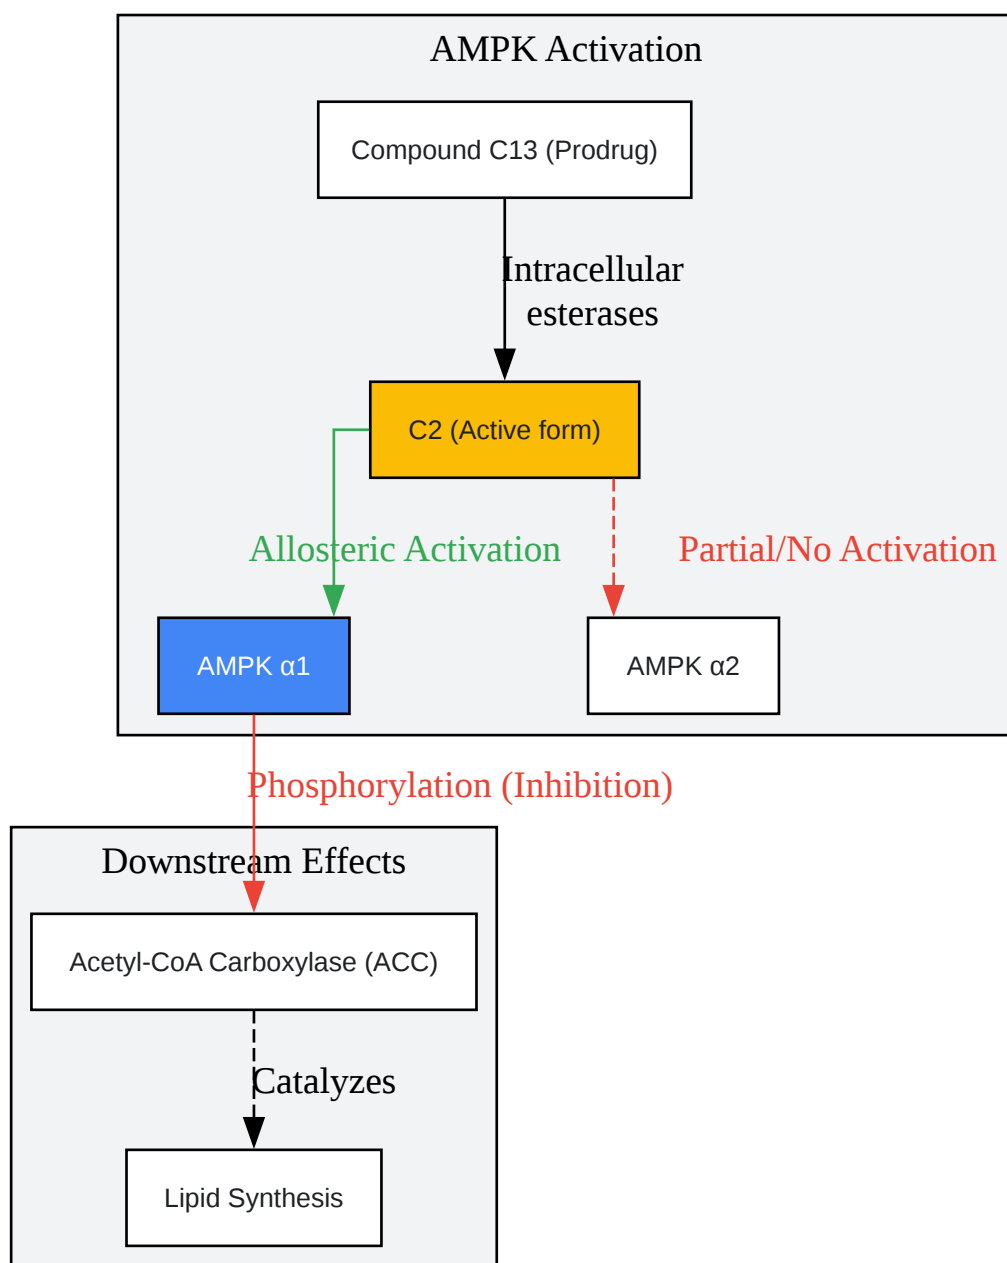 AMPK Activation
Compound C13 (Prodrug)
Intracellular
esterases
C2 (Active form)
Allosteric Activation
Partial/No Activation
AMPK α1
AMPK α2
Phosphorylation (Inhibition)
Downstream Effects
Acetyl-CoA Carboxylase (ACC)
Catalyzes
Lipid Synthesis